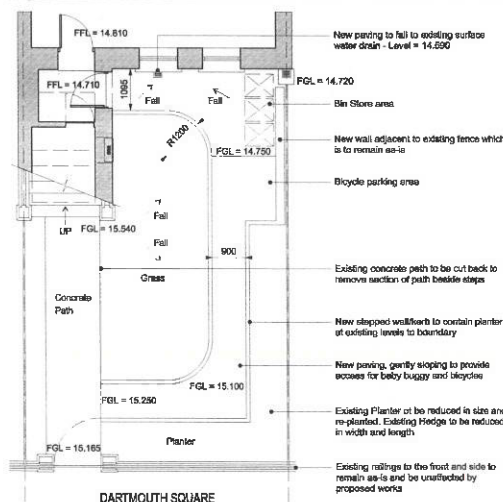 FFL = 14.810
FFL = 14.710
1095
Fall
Fall
R1200
FGL = 14.720
FGL = 14.750
UP
FGL = 15.540
Fall
Fall
900
Grass
Concrete
Path
FGL = 15.100
FGL = 15.250
FGL = 15.165
Planter
DARTMOUTH SQUARE
New paving to fall to existing surface
water drain - Level = 14.690
Bin Store area
New wall adjacent to existing fence which
is to remain as-is
Bicycle parking area
Existing concrete path to be cut back to
remove section of path beside steps
New stepped wall/kerb to contain planter
at existing levels to boundary
New paving, gently sloping to provide
access for baby buggy and bicycles
Existing Planter ot be reduced in size and
re-planted. Existing Hedge to be reduced
in width and length
Existing railings to the front and side to
remain as-is and be unaffected by
proposed works